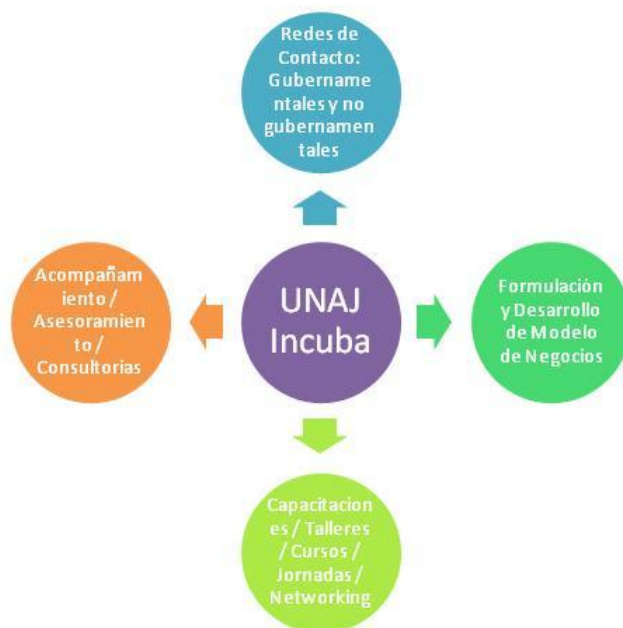 Redes de
Contacto:
Gubername
ntales y no
gubernamen
tales
Acompañam
iento /
Asesoramien
to /
Consultorias
UNAJ
Incuba
Formulación
y Desarrollo
de Modelo
de Negocios
Capacitacion
es / Talleres
/ Cursos /
Jornadas /
Networking